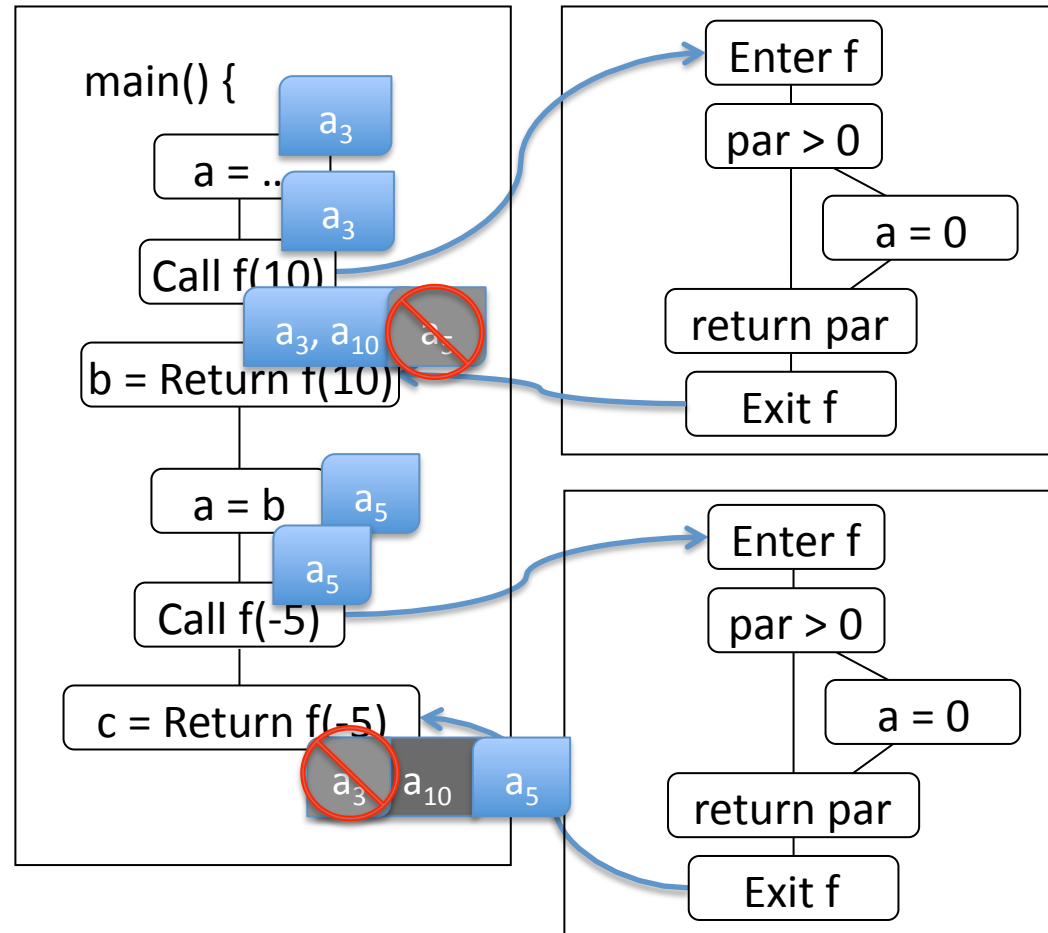 main() {
a₃
a = ..
a₃
Call f(10)
a₃, a₁₀ a₅
b = Return f(10)
a = b
a₅
a₅
Call f(-5)
c = Return f(-5)
a₃ a₁₀ a₅
Enter f
par > 0
a = 0
return par
Exit f
Enter f
par > 0
a = 0
return par
Exit f